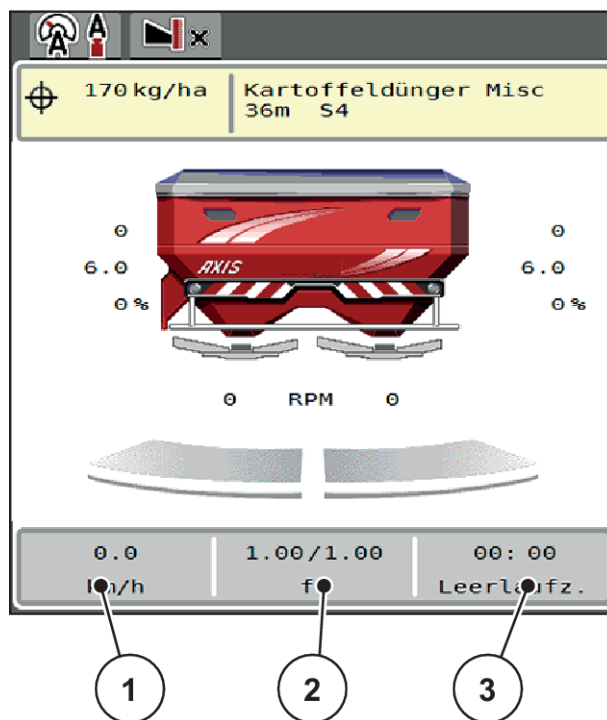 A A
170 kg/ha
Kartoffeldünger Misc
36m S4
0 0
6.0 6.0
AXIS
0 % 0 %
0 RPM 0
0.0 1.00/1.00 00:00
km/h f Leerlaufz.
1 2 3